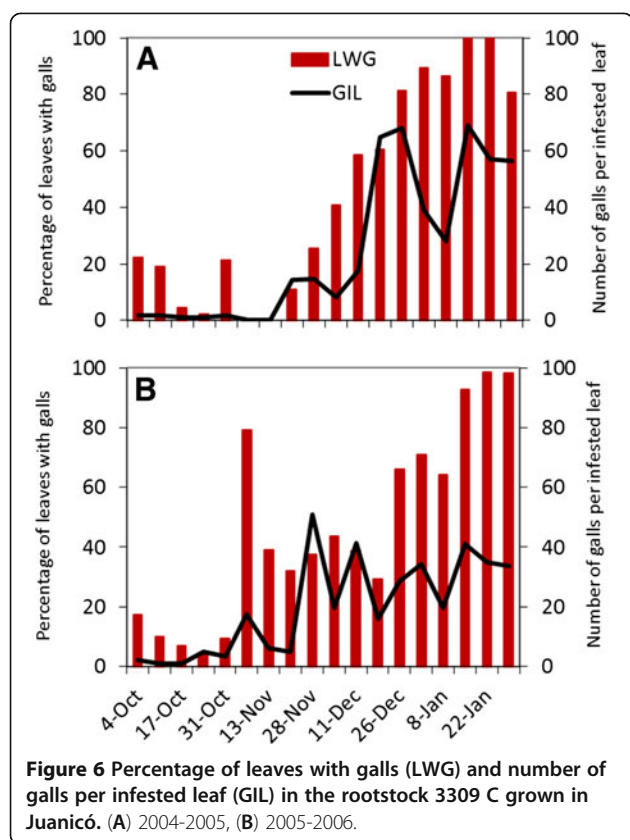 A
LWG
GIL
Percentage of leaves with galls
100
80
60
40
20
0
Number of galls per infested leaf
100
80
60
40
20
0
B
Percentage of leaves with galls
100
80
60
40
20
0
Number of galls per infested leaf
100
80
60
40
20
0
4-Oct
17-Oct
31-Oct
13-Nov
28-Nov
11-Dec
26-Dec
8-Jan
22-Jan
Figure 6 Percentage of leaves with galls (LWG) and number of
galls per infested leaf (GIL) in the rootstock 3309 C grown in
Juanicó. (A) 2004-2005, (B) 2005-2006.